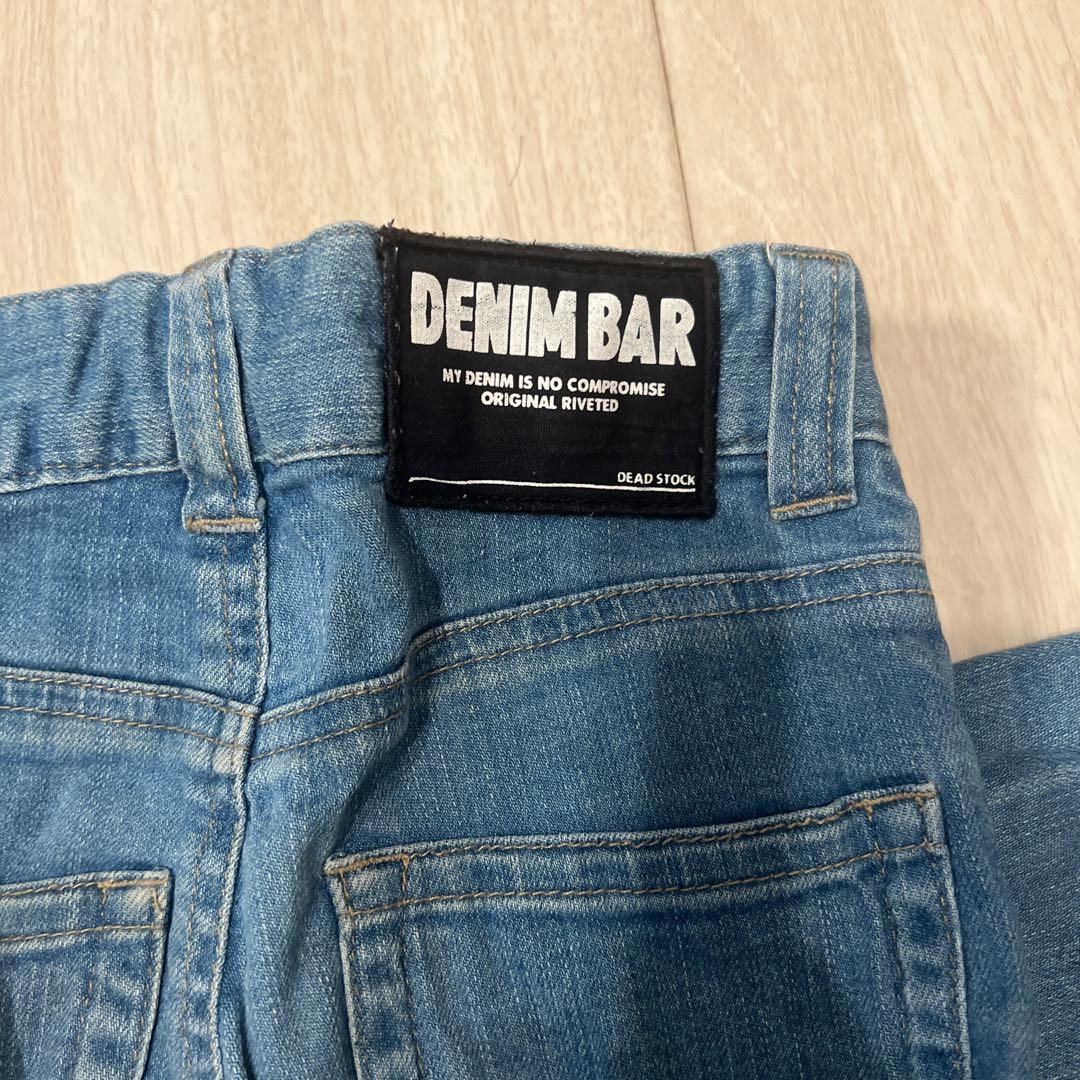 DENIM BAR
MY DENIM IS NO COMPROMISE
ORIGINAL RIVETED
DEAD STOCK